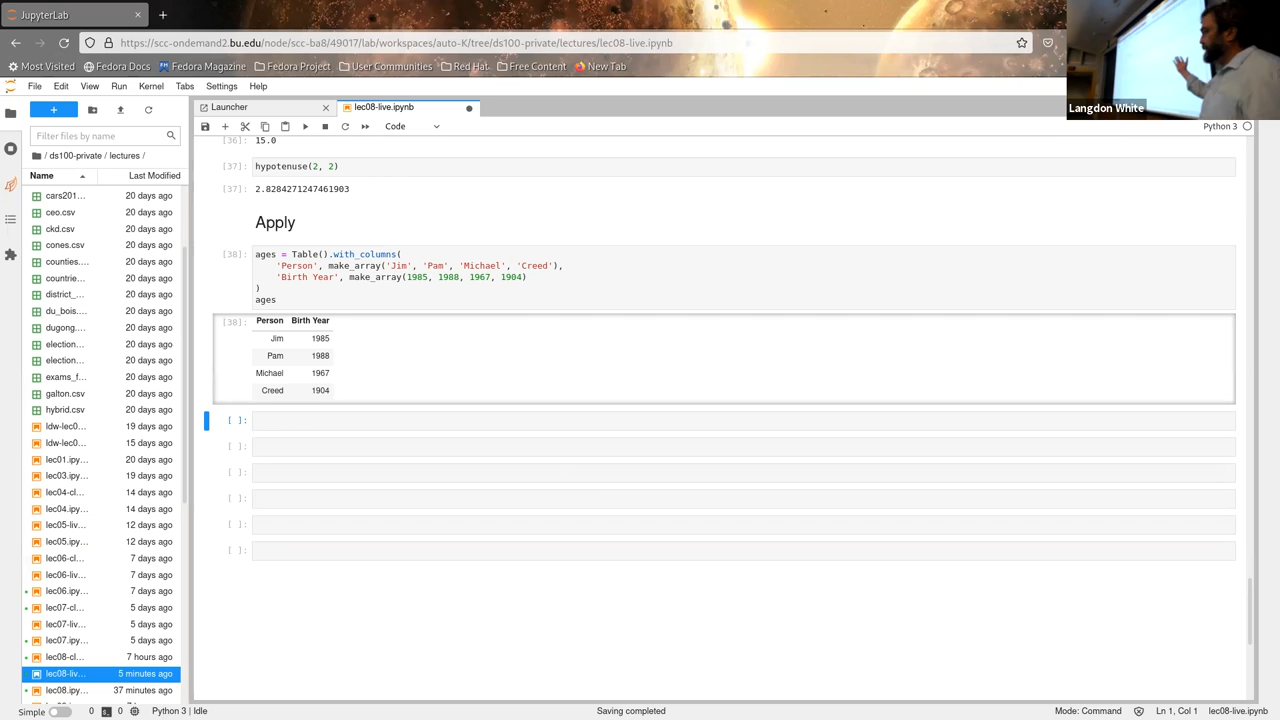 JupyterLab
https://scc-ondemand2.bu.edu/node/scc-ba8/49017/lab/workspaces/auto-K/tree/ds100-private/lectures/lec08-live.ipynb
Most Visited Fedora Docs Fedora Magazine Fedora Project User Communities Red Hat Free Content New Tab
Langdon White
File Edit View Run Kernel Tabs Settings Help
Launcher lec08-live.ipynb
Code Python 3
Filter files by name
/ ds100-private / lectures /
Name Last Modified
cars201... 20 days ago
ceo.csv 20 days ago
ckd.csv 20 days ago
cones.csv 20 days ago
counties.... 20 days ago
countrie... 20 days ago
district_... 20 days ago
du_bois.... 20 days ago
dugong.... 20 days ago
election... 20 days ago
election... 20 days ago
exams_f... 20 days ago
galton.csv 20 days ago
hybrid.csv 20 days ago
ldw-lec0... 19 days ago
ldw-lec0... 15 days ago
lec01.ipy... 20 days ago
lec03.ipy... 19 days ago
lec04-cl... 14 days ago
lec04.ipy... 14 days ago
lec05-liv... 12 days ago
lec05.ipy... 12 days ago
lec06-cl... 7 days ago
lec06-liv... 7 days ago
lec06.ipy... 7 days ago
lec07-cl... 5 days ago
lec07-liv... 5 days ago
lec07.ipy... 5 days ago
lec08-cl... 7 hours ago
lec08-liv... 5 minutes ago
lec08.ipy... 37 minutes ago
[36]: 15.0
[37]: hypotenuse(2, 2)
[37]: 2.8284271247461903
Apply
[38]: ages = Table().with_columns(
'Person', make_array('Jim', 'Pam', 'Michael', 'Creed'),
'Birth Year', make_array(1985, 1988, 1967, 1904)
)
ages
[38]: Person Birth Year
Jim 1985
Pam 1988
Michael 1967
Creed 1904
[ ]:
[ ]:
[ ]:
[ ]:
[ ]:
[ ]:
Simple 0 0 Python 3 | Idle Saving completed Mode: Command Ln 1, Col 1 lec08-live.ipynb